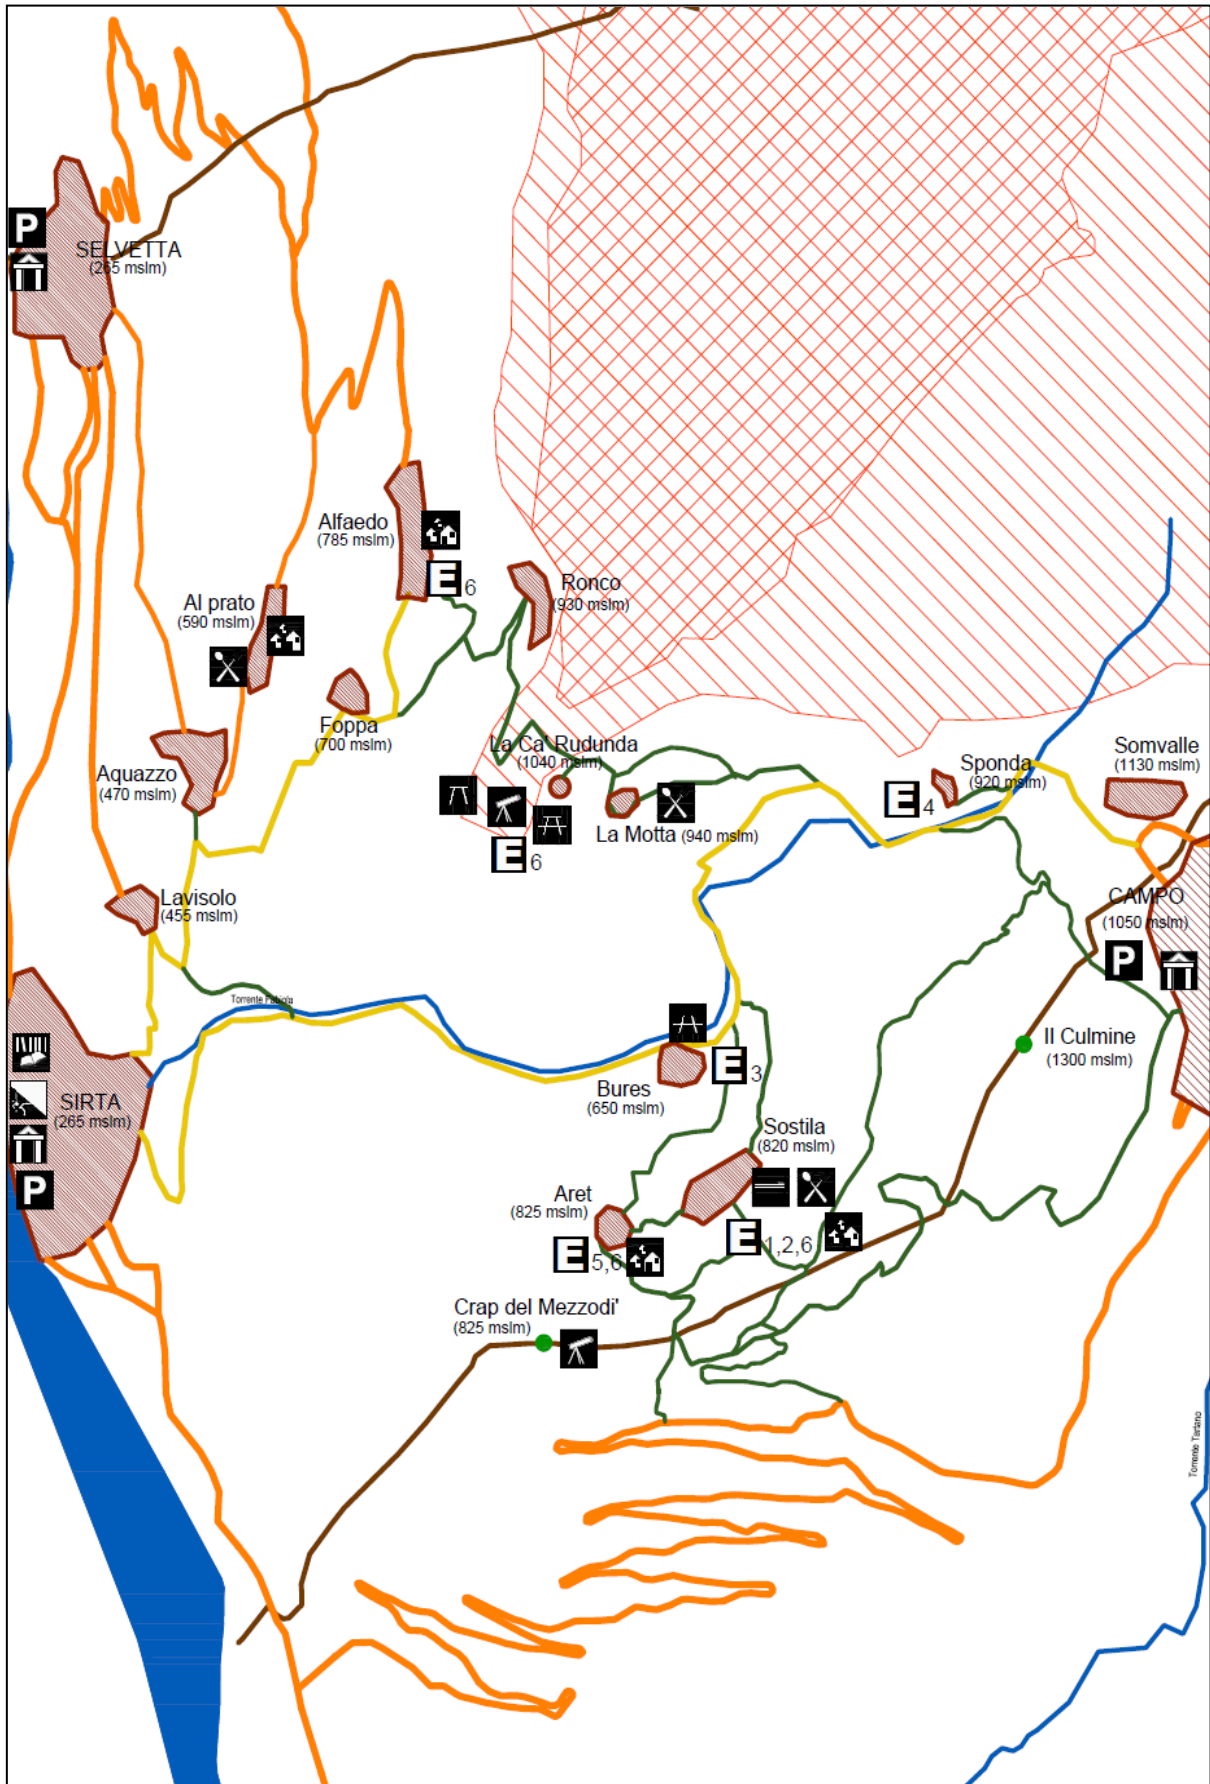 P
SELVETTA
(265 mslm)
Alfaedo
(785 mslm)
E 6
Ronco
(930 mslm)
Al prato
(590 mslm)
Foppa
(700 mslm)
La Ca' Rudunda
(1040 mslm)
Somvalle
(1130 mslm)
Sponda
(920 mslm)
Aquazzo
(470 mslm)
E 4
La Motta (940 mslm)
E 6
Lavisolo
(455 mslm)
CAMPO
(1050 mslm)
P
Torrente Fabiola
Il Culmine
(1300 mslm)
E 3
Bures
(650 mslm)
SIRTA
(265 mslm)
Sostila
(820 mslm)
P
Aret
(825 mslm)
E 1,2,6
E 5,6
Crap del Mezzodi'
(825 mslm)
Torrente Tartano